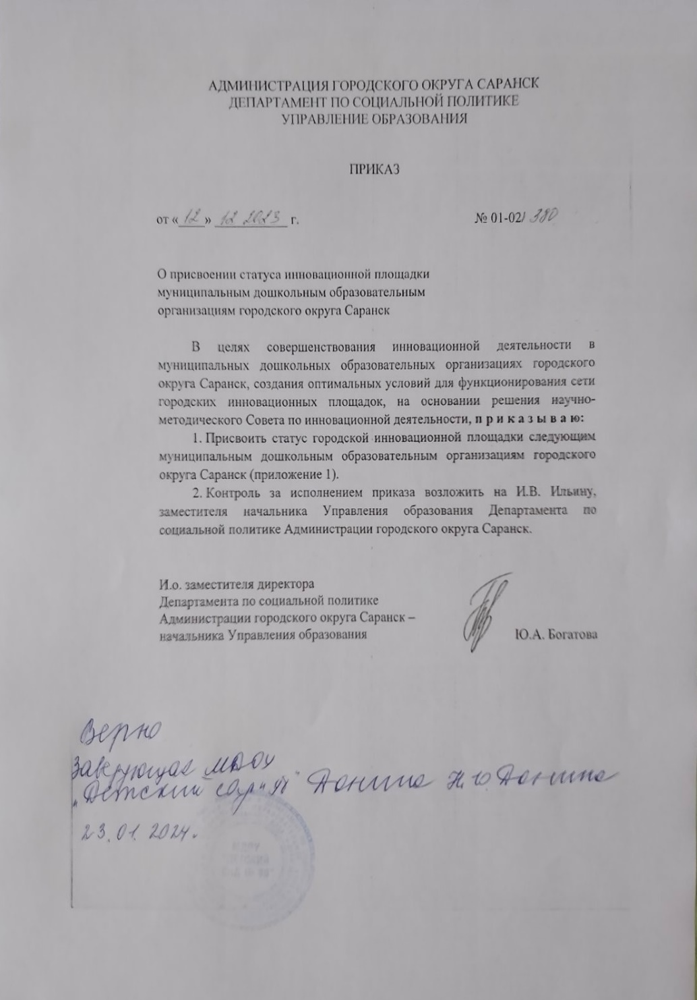 АДМИНИСТРАЦИЯ ГОРОДСКОГО ОКРУГА САРАНСК
ДЕПАРТАМЕНТ ПО СОЦИАЛЬНОЙ ПОЛИТИКЕ
УПРАВЛЕНИЕ ОБРАЗОВАНИЯ
ПРИКАЗ
от «12» 12 2023 г. № 01-02/ 380
О присвоении статуса инновационной площадки
муниципальным дошкольным образовательным
организациям городского округа Саранск
В целях совершенствования инновационной деятельности в
муниципальных дошкольных образовательных организациях городского
округа Саранск, создания оптимальных условий для функционирования сети
городских инновационных площадок, на основании решения научно-
методического Совета по инновационной деятельности, п р и к а з ы в а ю:
1. Присвоить статус городской инновационной площадки следующим
муниципальным дошкольным образовательным организациям городского
округа Саранск (приложение 1).
2. Контроль за исполнением приказа возложить на И.В. Ильину,
заместителя начальника Управления образования Департамента по
социальной политике Администрации городского округа Саранск.
И.о. заместителя директора
Департамента по социальной политике
Администрации городского округа Саранск –
начальника Управления образования Ю.А. Богатова
Верно
Заведующая МДОУ
„Детский сад Донина Н.Ю. Донина
23.01.2024.
МДОУ